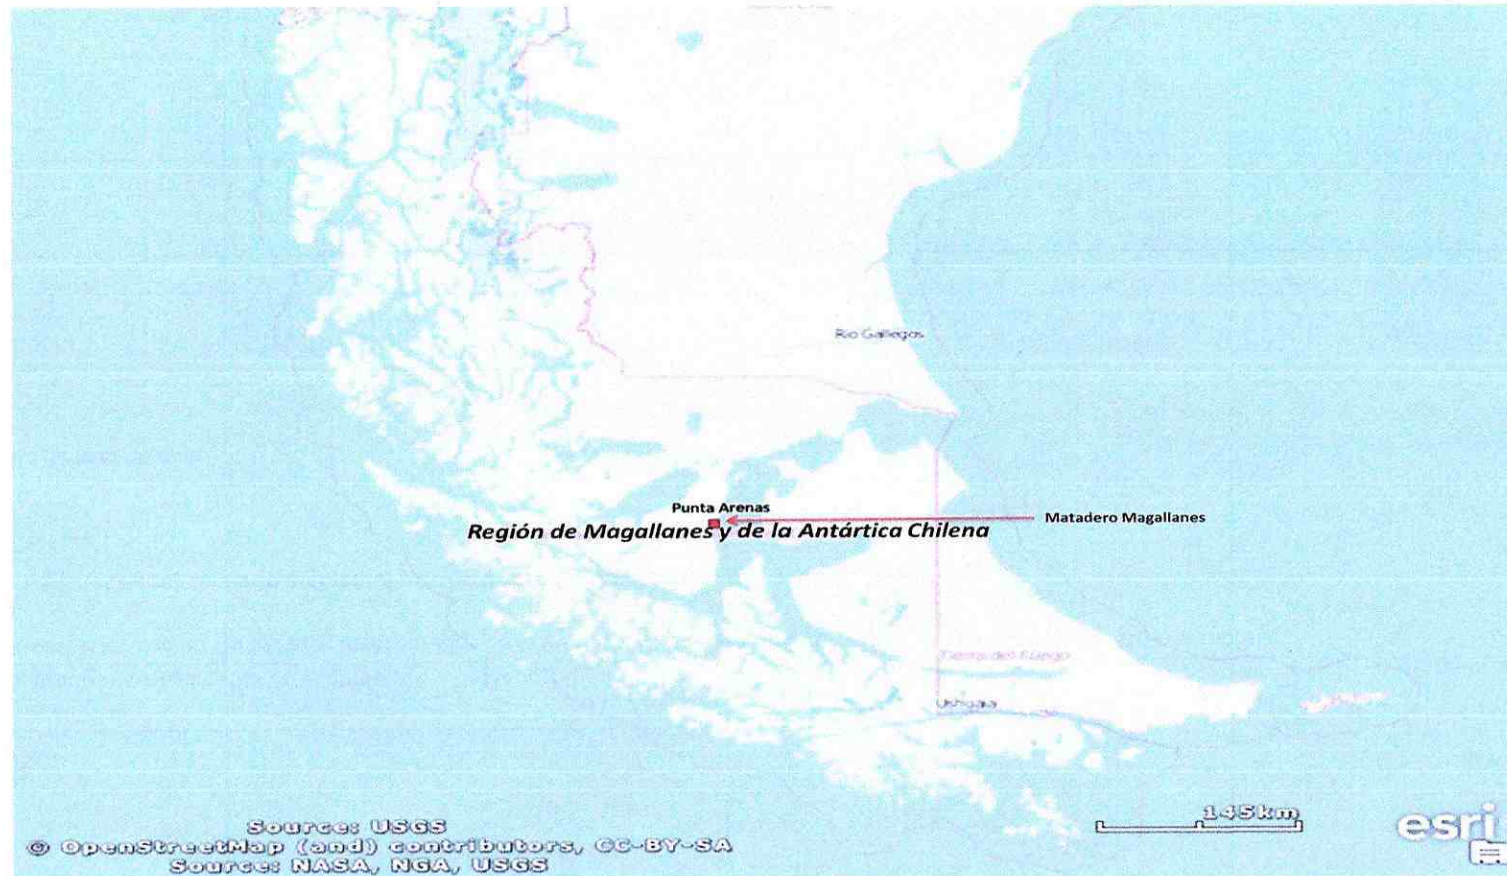 Rio Gallegos
Punta Arenas
Matadero Magallanes
Región de Magallanes y de la Antártica Chilena
Tierra del Fuego
Ushuaia
145km
Source: USGS
esri
© OpenStreetMap (and) contributors, CC-BY-SA
Sources: NASA, NGA, USGS